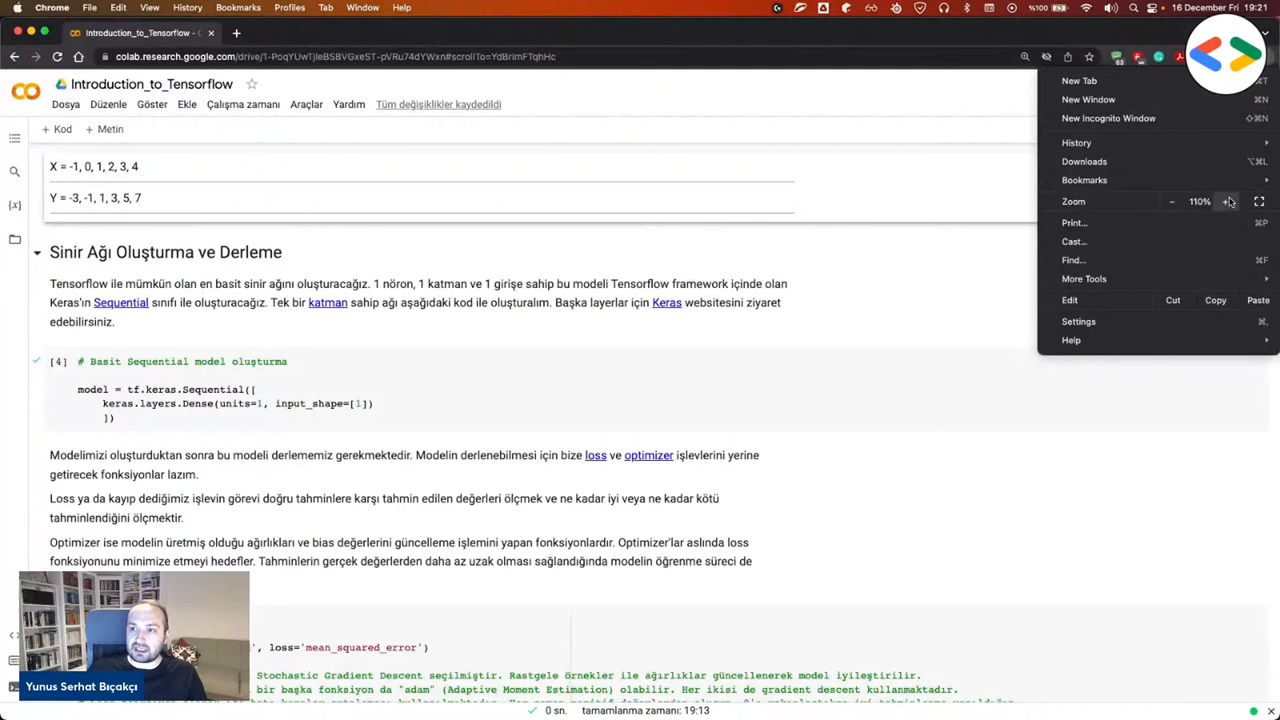 Chrome File Edit View History Bookmarks Profiles Tab Window Help %100 16 December Fri 19:21
Introduction_to_Tensorflow - C
colab.research.google.com/drive/1-PoqYUwTjIeBSBVGxeST-pVRu74dYWxn#scrollTo=YdBrimFTqhHc
Introduction_to_Tensorflow
Dosya Düzenle Göster Ekle Çalışma zamanı Araçlar Yardım Tüm değişiklikler kaydedildi
+ Kod + Metin
New Tab ⌘T
New Window ⌘N
New Incognito Window ⇧⌘N
History
Downloads ⌥⌘L
Bookmarks
Zoom − 110% +
Print... ⌘P
Cast...
Find... ⌘F
More Tools
Edit Cut Copy Paste
Settings ⌘,
Help
X = -1, 0, 1, 2, 3, 4
Y = -3, -1, 1, 3, 5, 7
Sinir Ağı Oluşturma ve Derleme
Tensorflow ile mümkün olan en basit sinir ağını oluşturacağız. 1 nöron, 1 katman ve 1 girişe sahip bu modeli Tensorflow framework içinde olan
Keras'ın Sequential sınıfı ile oluşturacağız. Tek bir katman sahip ağı aşağıdaki kod ile oluşturalım. Başka layerlar için Keras websitesini ziyaret
edebilirsiniz.
[4] # Basit Sequential model oluşturma
model = tf.keras.Sequential([
keras.layers.Dense(units=1, input_shape=[1])
])
Modelimizi oluşturduktan sonra bu modeli derlememiz gerekmektedir. Modelin derlenebilmesi için bize loss ve optimizer işlevlerini yerine
getirecek fonksiyonlar lazım.
Loss ya da kayıp dediğimiz işlevin görevi doğru tahminlere karşı tahmin edilen değerleri ölçmek ve ne kadar iyi veya ne kadar kötü
tahminlendiğini ölçmektir.
Optimizer ise modelin üretmiş olduğu ağırlıkları ve bias değerlerini güncelleme işlemini yapan fonksiyonlardır. Optimizer'lar aslında loss
fonksiyonunu minimize etmeyi hedefler. Tahminlerin gerçek değerlerden daha az uzak olması sağlandığında modelin öğrenme süreci de
', loss='mean_squared_error')
Stochastic Gradient Descent seçilmiştir. Rastgele örnekler ile ağırlıklar güncellenerek model iyileştirilir.
bir başka fonksiyon da "adam" (Adaptive Moment Estimation) olabilir. Her ikisi de gradient descent kullanmaktadır.
Yunus Serhat Bıçakçı
0 sn. tamamlanma zamanı: 19:13